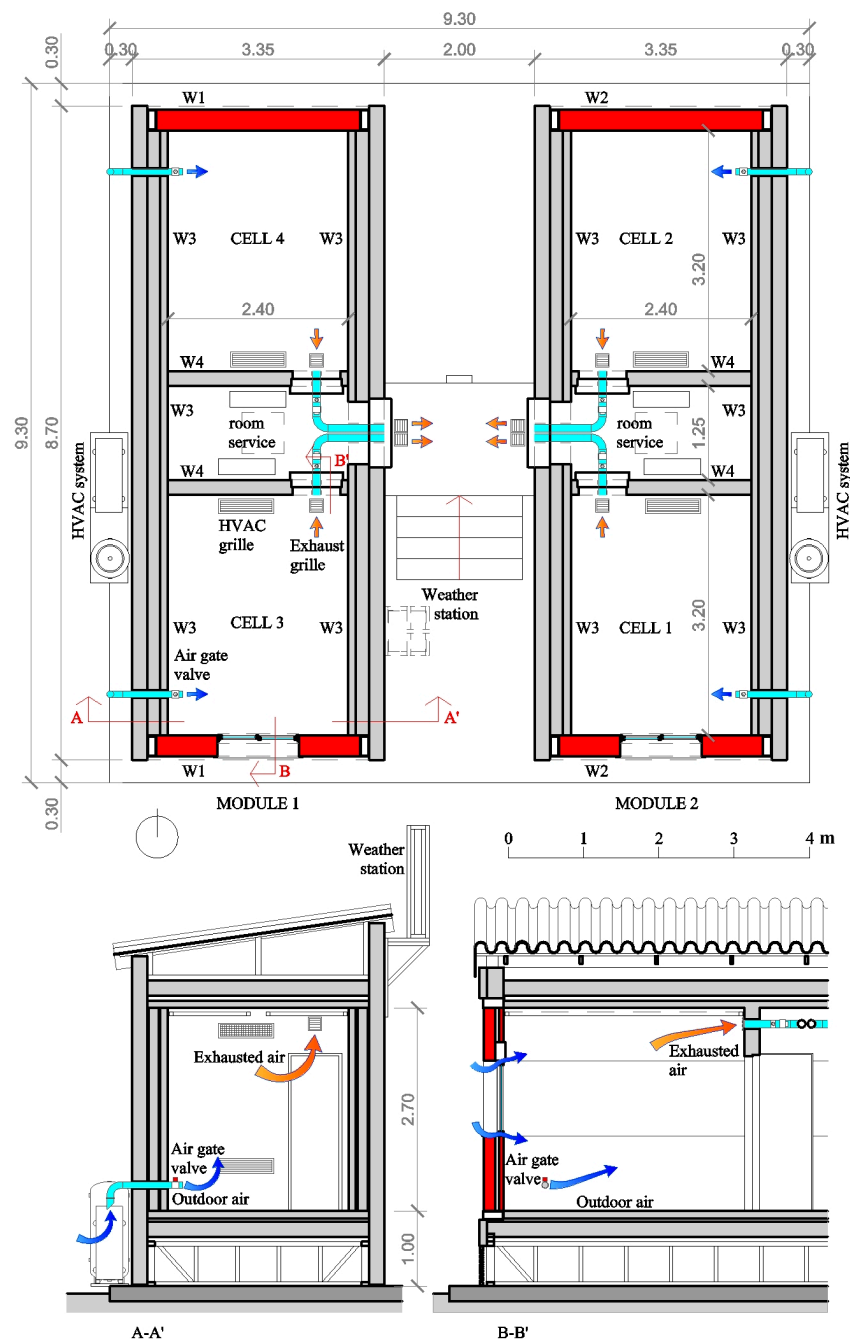 9.30
0.30
3.35
2.00
3.35
0.30
0.30
W1
W2
W3
CELL 4
W3
W3
CELL 2
W3
3.20
2.40
2.40
W4
W4
W3
W3
room
service
room
service
1.25
9.30
8.70
B'
W4
W4
HVAC system
HVAC system
HVAC
grille
Exhaust
grille
Weather
station
W3
CELL 3
W3
W3
CELL 1
W3
3.20
Air gate
valve
A
A'
W1
B
W2
0.30
MODULE 1
MODULE 2
Weather
station
0
1
2
3
4 m
Exhausted air
2.70
Exhausted
air
Air gate
valve
Outdoor air
Air gate
valve
Outdoor air
1.00
A-A'
B-B'